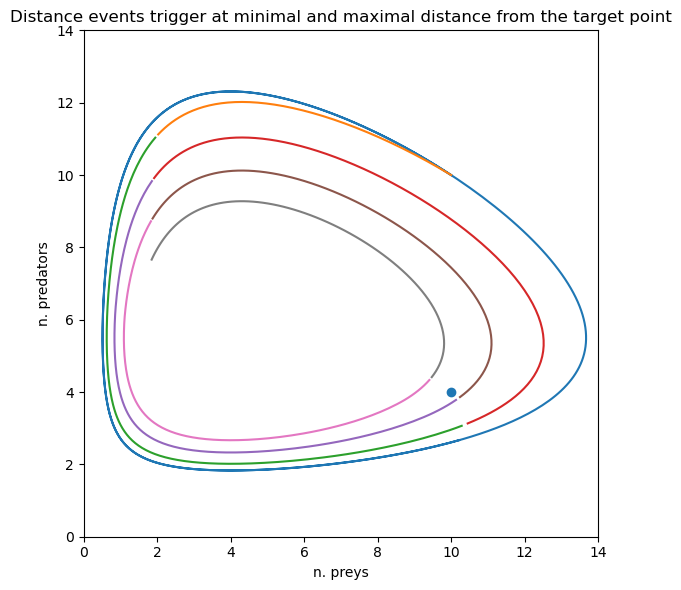 Distance events trigger at minimal and maximal distance from the target point
14
12
10
8
6
4
2
0
n. predators
0 2 4 6 8 10 12 14
n. preys